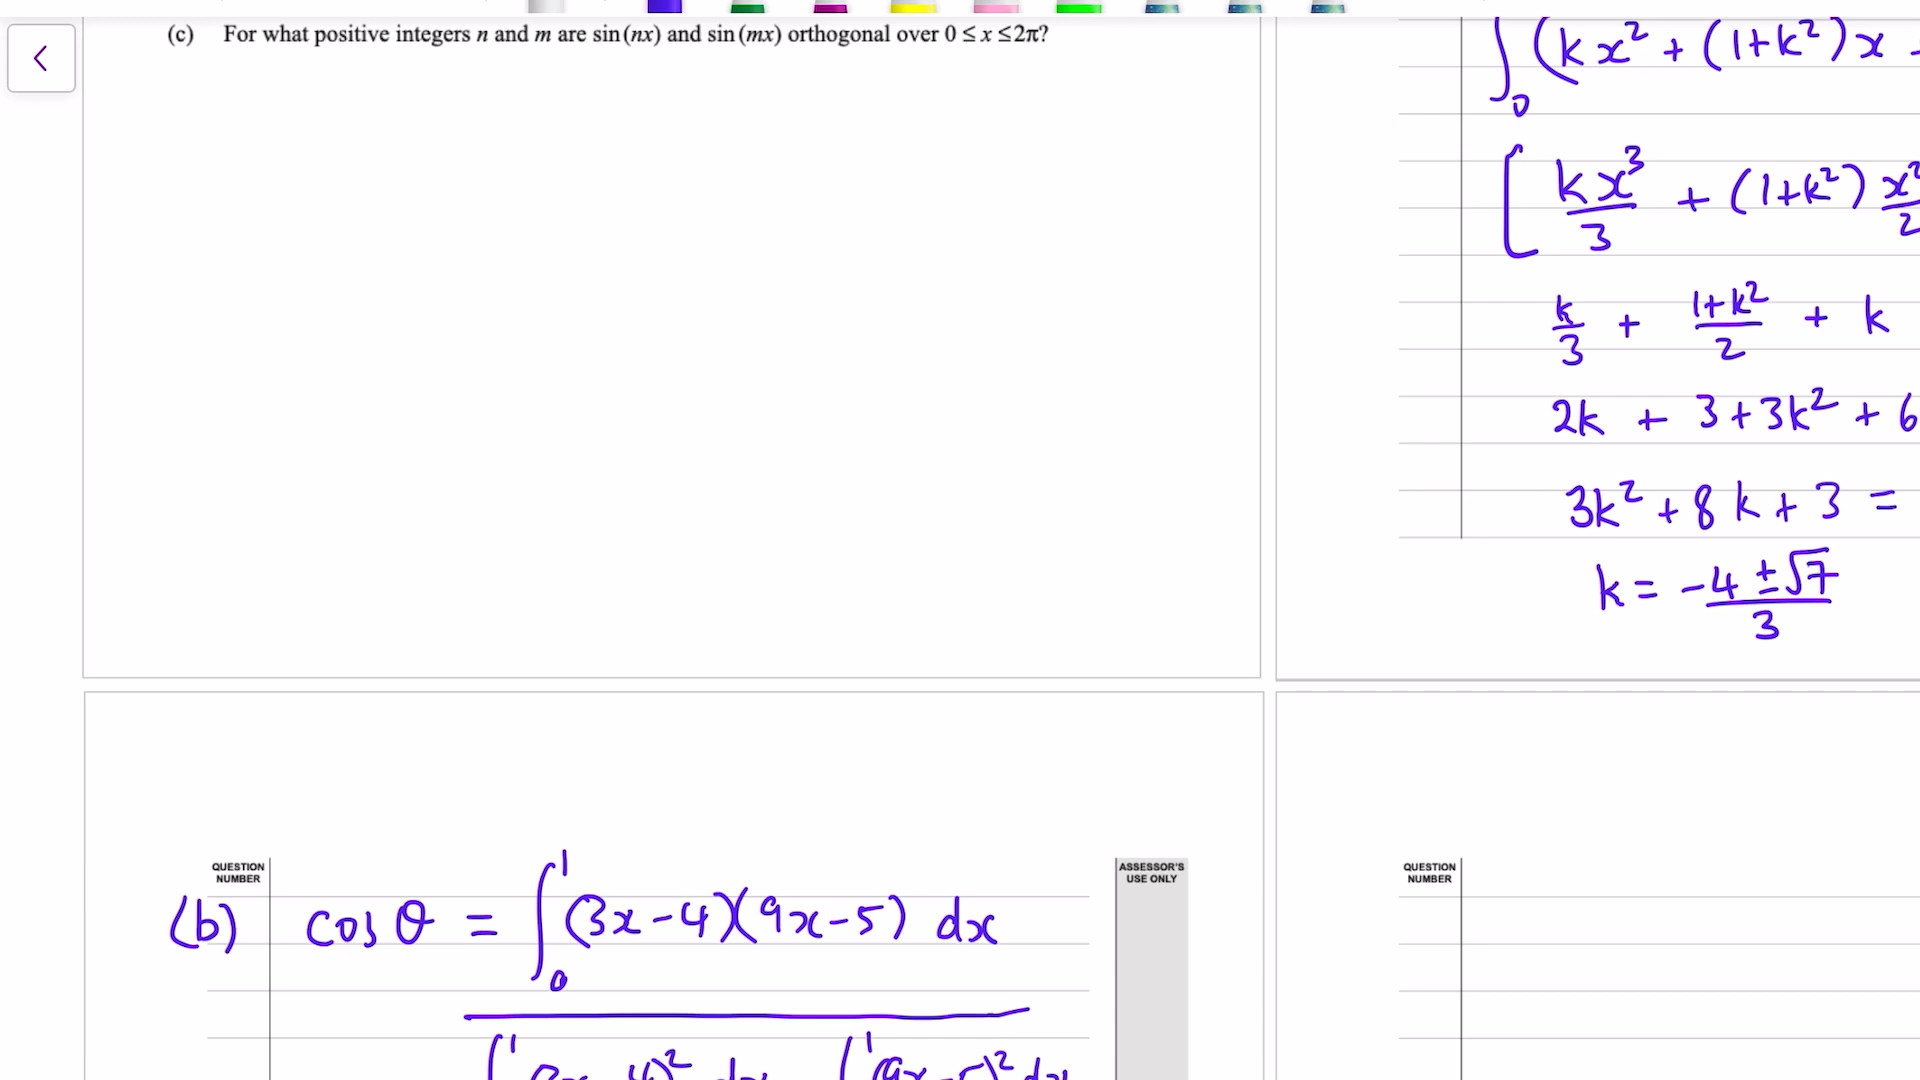 (c) For what positive integers n and m are sin (nx) and sin (mx) orthogonal over 0 ≤ x ≤ 2π?
∫₀ (kx² + (1+k²)x
[ kx³/3 + (1+k²) x²/2
k/3 + (1+k²)/2 + k
2k + 3 + 3k² + 6
3k² + 8k + 3 =
k = (-4 ± √7)/3
QUESTION NUMBER
ASSESSOR'S USE ONLY
(b) cos θ = ∫₀¹ (3x-4)(9x-5) dx
QUESTION NUMBER